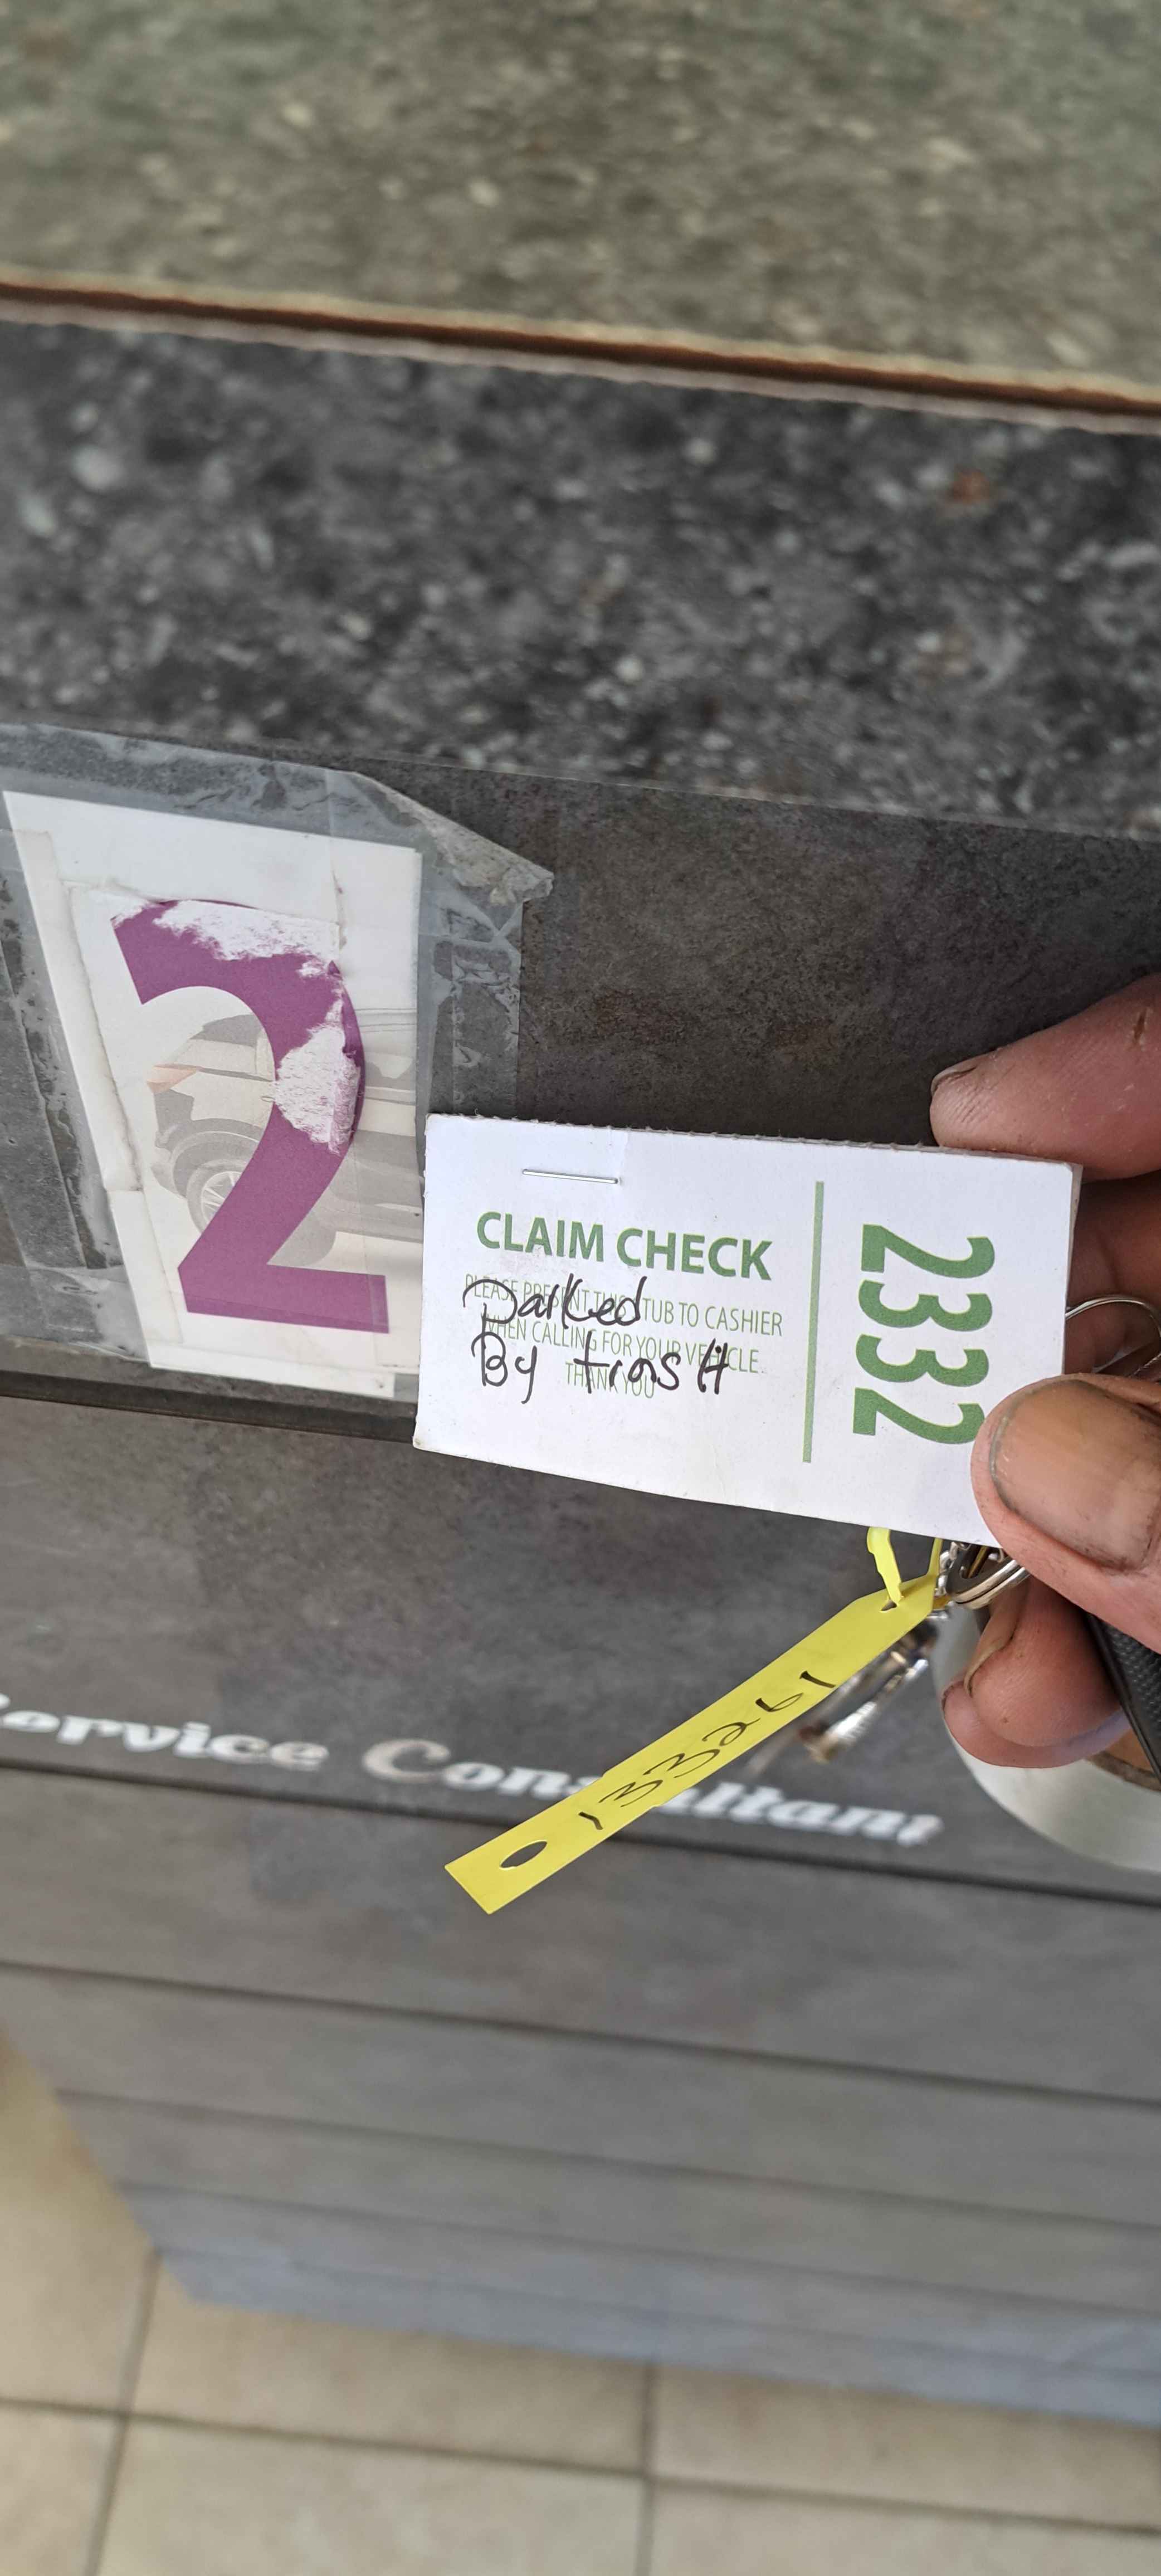 2
CLAIM CHECK
PLEASE PRESENT THIS STUB TO CASHIER
WHEN CALLING FOR YOUR VEHICLE.
THANK YOU
Parked
By trash
2332
133261
Service Consultant